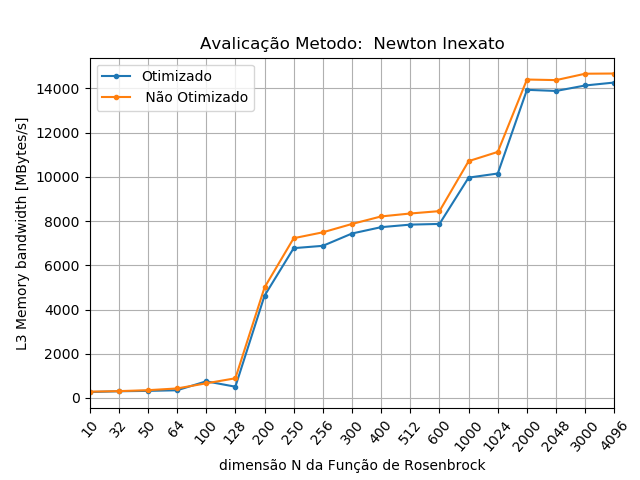 Avalicação Metodo:  Newton Inexato
Otimizado
Não Otimizado
L3 Memory bandwidth [MBytes/s]
14000
12000
10000
8000
6000
4000
2000
0
10 32 50 64 100 128 200 250 256 300 400 512 600 1000 1024 2000 2048 3000 4096
dimensão N da Função de Rosenbrock